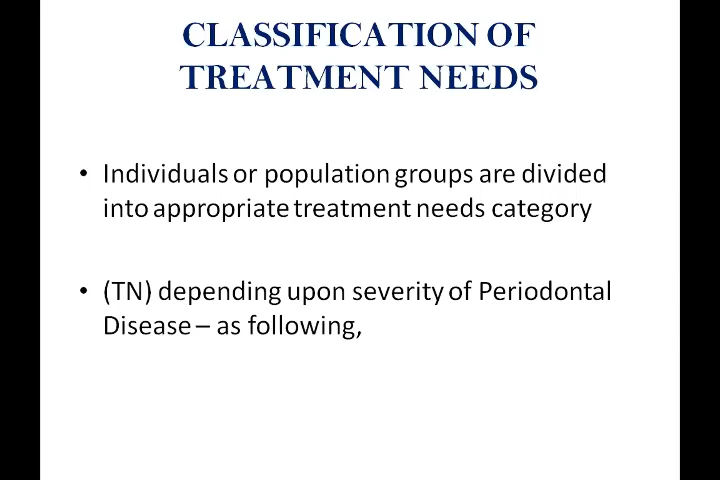 CLASSIFICATION OF
TREATMENT NEEDS
• Individuals or population groups are divided
into appropriate treatment needs category
• (TN) depending upon severity of Periodontal
Disease – as following,